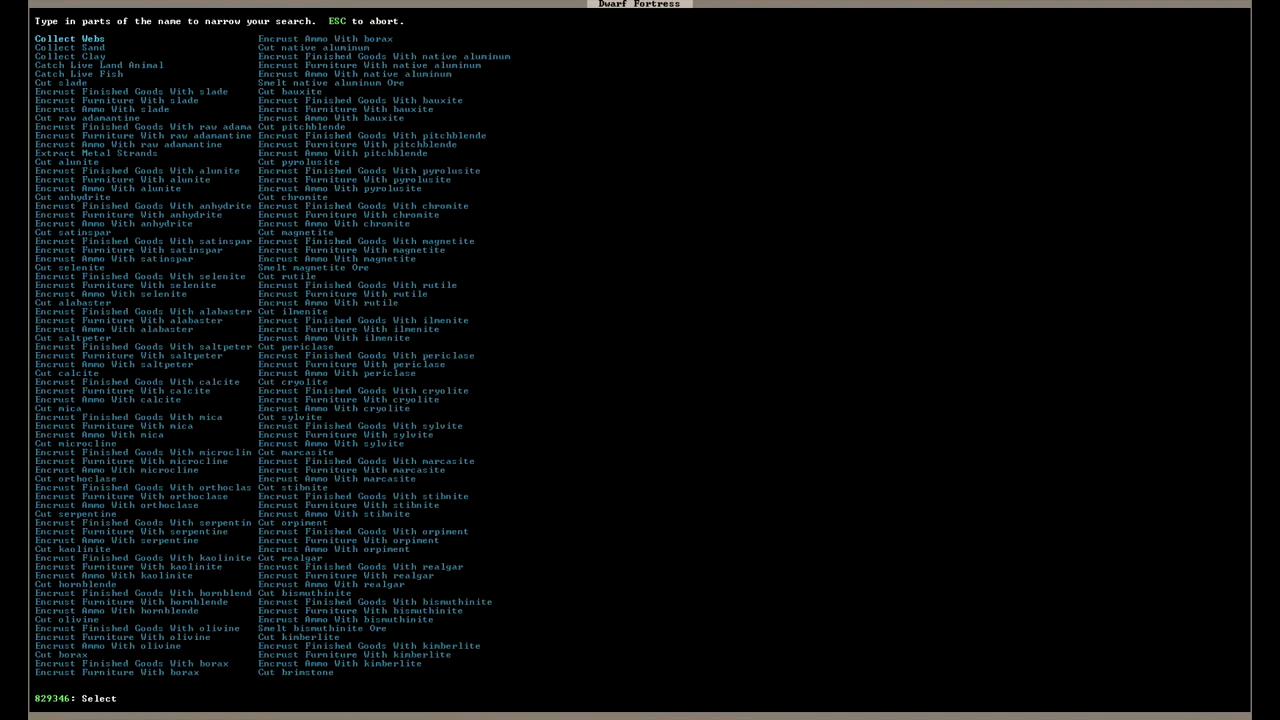 Dwarf Fortress
Type in parts of the name to narrow your search.  ESC to abort.
Collect Webs
Collect Sand
Collect Clay
Catch Live Land Animal
Catch Live Fish
Cut slade
Encrust Finished Goods With slade
Encrust Furniture With slade
Encrust Ammo With slade
Cut raw adamantine
Encrust Finished Goods With raw adama
Encrust Furniture With raw adamantine
Encrust Ammo With raw adamantine
Extract Metal Strands
Cut alunite
Encrust Finished Goods With alunite
Encrust Furniture With alunite
Encrust Ammo With alunite
Cut anhydrite
Encrust Finished Goods With anhydrite
Encrust Furniture With anhydrite
Encrust Ammo With anhydrite
Cut satinspar
Encrust Finished Goods With satinspar
Encrust Furniture With satinspar
Encrust Ammo With satinspar
Cut selenite
Encrust Finished Goods With selenite
Encrust Furniture With selenite
Encrust Ammo With selenite
Cut alabaster
Encrust Finished Goods With alabaster
Encrust Furniture With alabaster
Encrust Ammo With alabaster
Cut saltpeter
Encrust Finished Goods With saltpeter
Encrust Furniture With saltpeter
Encrust Ammo With saltpeter
Cut calcite
Encrust Finished Goods With calcite
Encrust Furniture With calcite
Encrust Ammo With calcite
Cut mica
Encrust Finished Goods With mica
Encrust Furniture With mica
Encrust Ammo With mica
Cut microcline
Encrust Finished Goods With microclin
Encrust Furniture With microcline
Encrust Ammo With microcline
Cut orthoclase
Encrust Finished Goods With orthoclas
Encrust Furniture With orthoclase
Encrust Ammo With orthoclase
Cut serpentine
Encrust Finished Goods With serpentin
Encrust Furniture With serpentine
Encrust Ammo With serpentine
Cut kaolinite
Encrust Finished Goods With kaolinite
Encrust Furniture With kaolinite
Encrust Ammo With kaolinite
Cut hornblende
Encrust Finished Goods With hornblend
Encrust Furniture With hornblende
Encrust Ammo With hornblende
Cut olivine
Encrust Finished Goods With olivine
Encrust Furniture With olivine
Encrust Ammo With olivine
Cut borax
Encrust Finished Goods With borax
Encrust Furniture With borax
Encrust Ammo With borax
Cut native aluminum
Encrust Finished Goods With native aluminum
Encrust Furniture With native aluminum
Encrust Ammo With native aluminum
Smelt native aluminum Ore
Cut bauxite
Encrust Finished Goods With bauxite
Encrust Furniture With bauxite
Encrust Ammo With bauxite
Cut pitchblende
Encrust Finished Goods With pitchblende
Encrust Furniture With pitchblende
Encrust Ammo With pitchblende
Cut pyrolusite
Encrust Finished Goods With pyrolusite
Encrust Furniture With pyrolusite
Encrust Ammo With pyrolusite
Cut chromite
Encrust Finished Goods With chromite
Encrust Furniture With chromite
Encrust Ammo With chromite
Cut magnetite
Encrust Finished Goods With magnetite
Encrust Furniture With magnetite
Encrust Ammo With magnetite
Smelt magnetite Ore
Cut rutile
Encrust Finished Goods With rutile
Encrust Furniture With rutile
Encrust Ammo With rutile
Cut ilmenite
Encrust Finished Goods With ilmenite
Encrust Furniture With ilmenite
Encrust Ammo With ilmenite
Cut periclase
Encrust Finished Goods With periclase
Encrust Furniture With periclase
Encrust Ammo With periclase
Cut cryolite
Encrust Finished Goods With cryolite
Encrust Furniture With cryolite
Encrust Ammo With cryolite
Cut sylvite
Encrust Finished Goods With sylvite
Encrust Furniture With sylvite
Encrust Ammo With sylvite
Cut marcasite
Encrust Finished Goods With marcasite
Encrust Furniture With marcasite
Encrust Ammo With marcasite
Cut stibnite
Encrust Finished Goods With stibnite
Encrust Furniture With stibnite
Encrust Ammo With stibnite
Cut orpiment
Encrust Finished Goods With orpiment
Encrust Furniture With orpiment
Encrust Ammo With orpiment
Cut realgar
Encrust Finished Goods With realgar
Encrust Furniture With realgar
Encrust Ammo With realgar
Cut bismuthinite
Encrust Finished Goods With bismuthinite
Encrust Furniture With bismuthinite
Encrust Ammo With bismuthinite
Smelt bismuthinite Ore
Cut kimberlite
Encrust Finished Goods With kimberlite
Encrust Furniture With kimberlite
Encrust Ammo With kimberlite
Cut brimstone
829346: Select